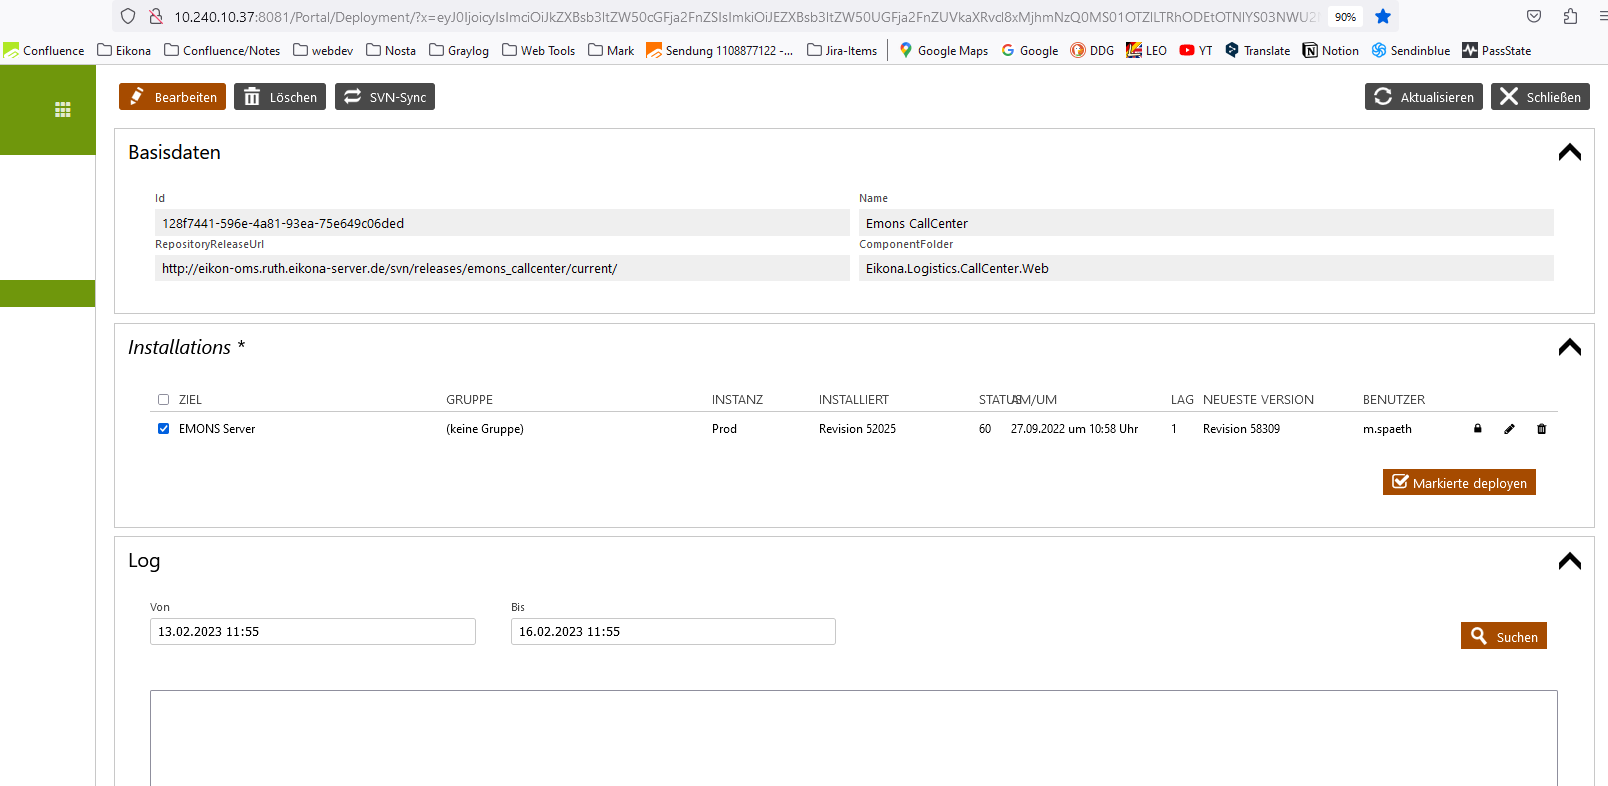 10.240.10.37:8081/Portal/Deployment/?x=
90%
Confluence Eikona Confluence/Notes webdev Nosta Graylog Web Tools Mark Sendung 1108877122 -... Jira-Items Google Maps Google DDG LEO YT Translate Notion Sendinblue PassState
Bearbeiten Löschen SVN-Sync Aktualisieren Schließen
Basisdaten
Id Name
128f7441-596e-4a81-93ea-75e649c06ded Emons CallCenter
RepositoryReleaseUrl ComponentFolder
http://eikon-oms.ruth.eikona-server.de/svn/releases/emons_callcenter/current/ Eikona.Logistics.CallCenter.Web
Installations *
ZIEL GRUPPE INSTANZ INSTALLIERT STATUS AM/UM LAG NEUESTE VERSION BENUTZER
EMONS Server (keine Gruppe) Prod Revision 52025 60 27.09.2022 um 10:58 Uhr 1 Revision 58309 m.spaeth
Markierte deployen
Log
Von Bis
13.02.2023 11:55 16.02.2023 11:55
Suchen